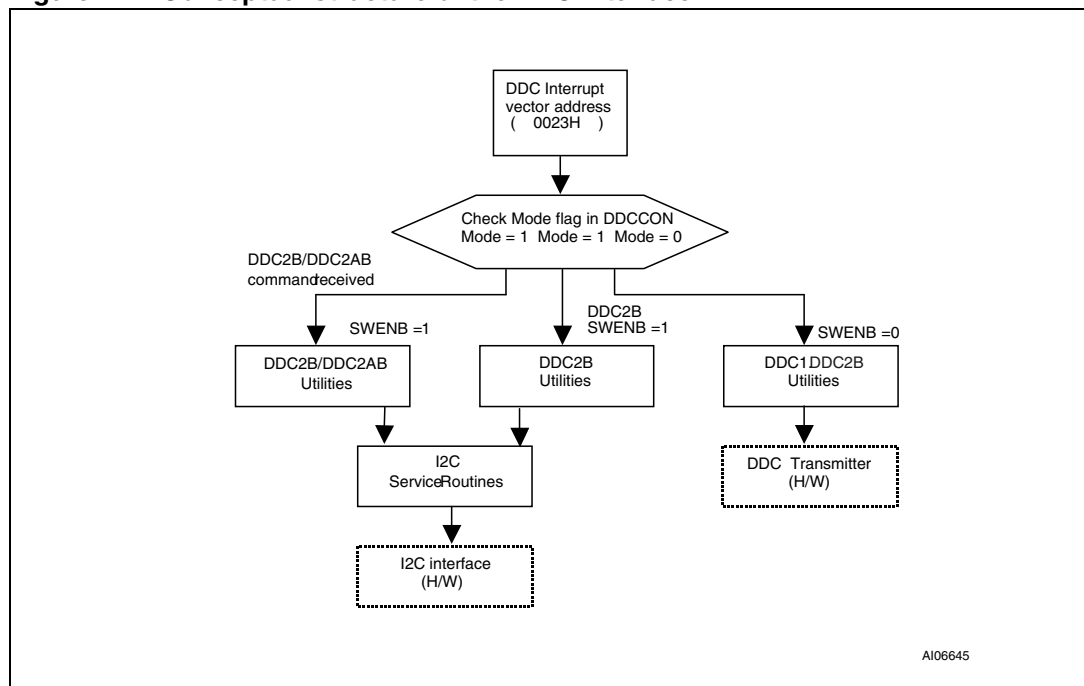 DDC Interrupt
vector address
( 0023H )
Check Mode flag in DDCCON
Mode = 1 Mode = 1 Mode = 0
DDC2B/DDC2AB
commandreceived
SWENB =1
DDC2B
SWENB =1
SWENB =0
DDC2B/DDC2AB
Utilities
DDC2B
Utilities
DDC1DDC2B
Utilities
I2C
ServiceRoutines
DDC Transmitter
(H/W)
I2C interface
(H/W)
AI06645